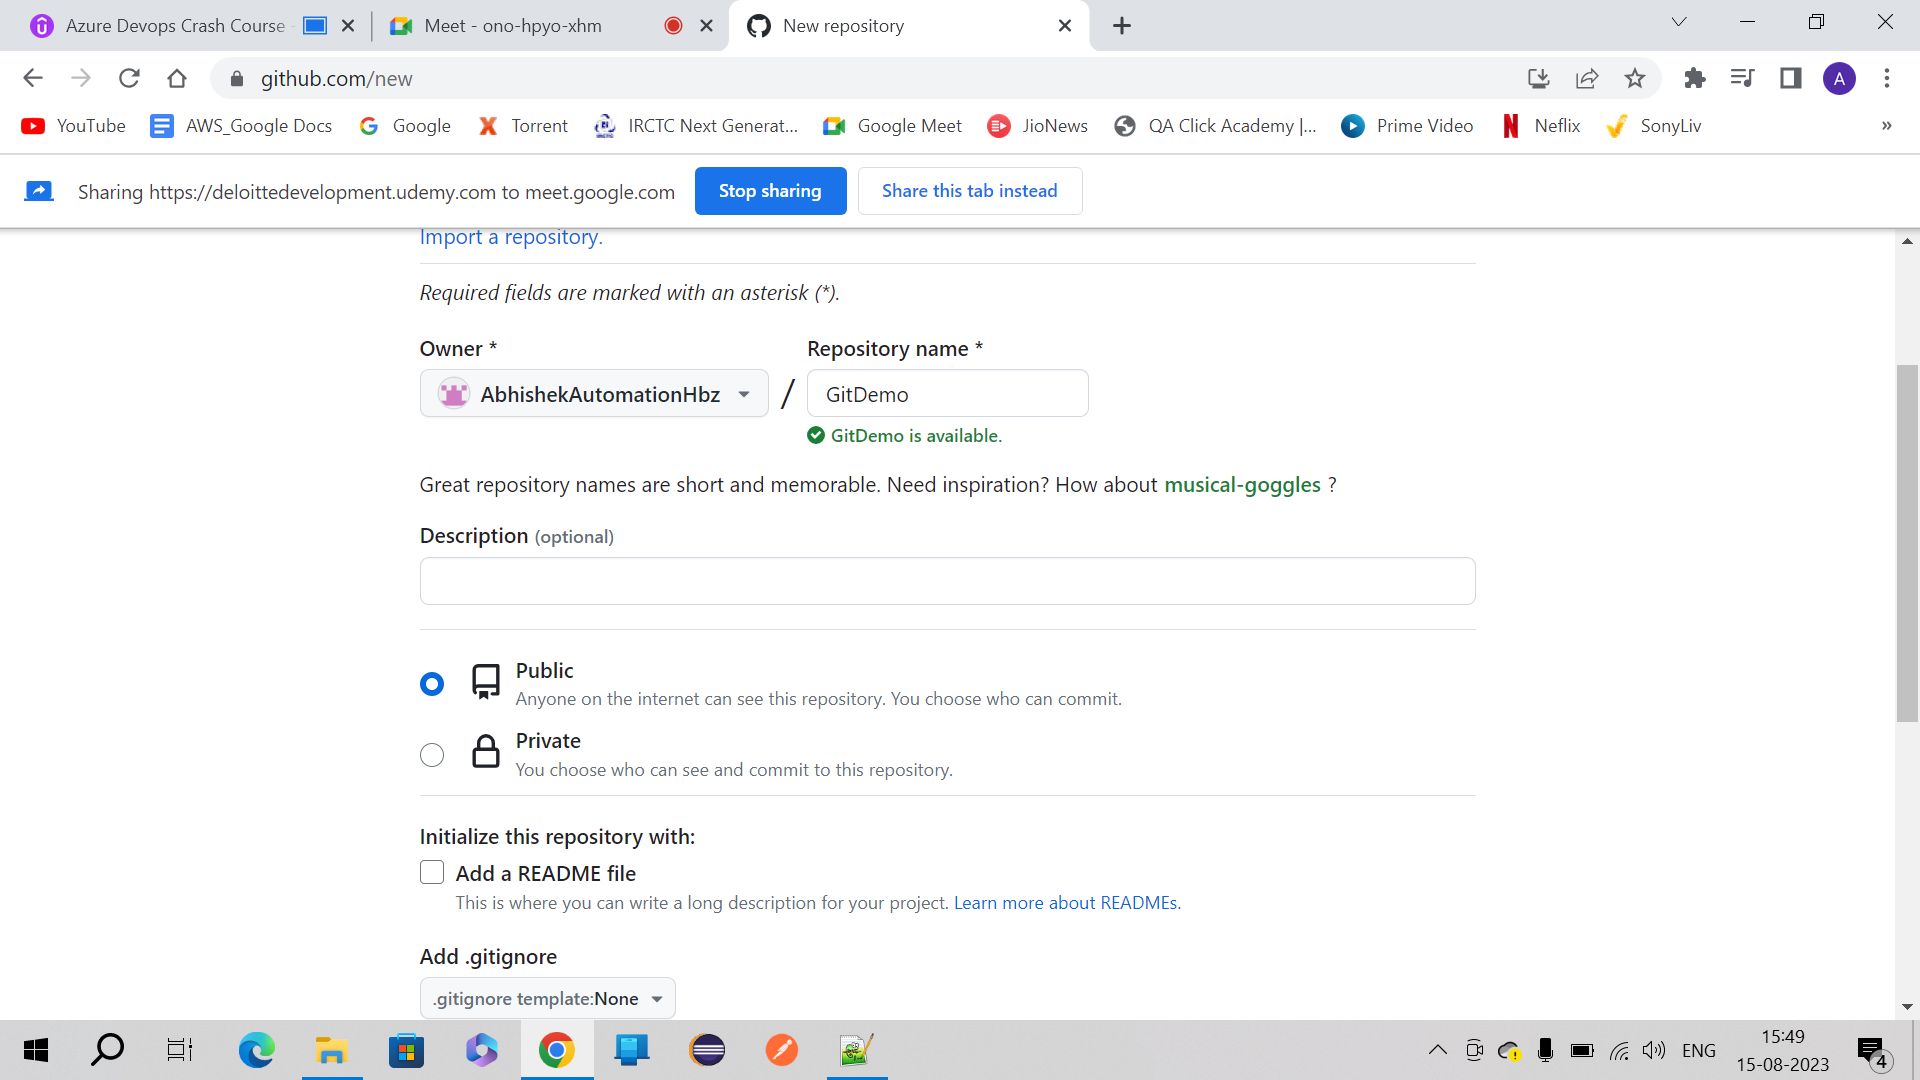 Azure Devops Crash Course
Meet - ono-hpyo-xhm
New repository
github.com/new
A
YouTube
AWS_Google Docs
Google
Torrent
IRCTC Next Generat...
Google Meet
JioNews
QA Click Academy |...
Prime Video
Neflix
SonyLiv
»
Sharing https://deloittedevelopment.udemy.com to meet.google.com
Stop sharing
Share this tab instead
Import a repository.
Required fields are marked with an asterisk (*).
Owner *
Repository name *
AbhishekAutomationHbz
/
GitDemo
GitDemo is available.
Great repository names are short and memorable. Need inspiration? How about musical-goggles ?
Description (optional)
Public
Anyone on the internet can see this repository. You choose who can commit.
Private
You choose who can see and commit to this repository.
Initialize this repository with:
Add a README file
This is where you can write a long description for your project. Learn more about READMEs.
Add .gitignore
.gitignore template:None
ENG
15:49
15-08-2023
4